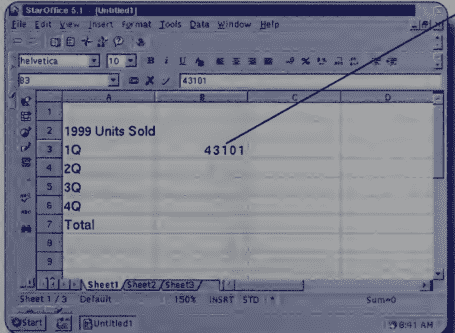 StarOffice 5.1 [Untitled1]
File Edit View Insert Format Tools Data Window Help
helvetica 10 B i U
B3 43101
A B C D
1
2 1999 Units Sold
3 1Q 43101
4 2Q
5 3Q
6 4Q
7 Total
8
9
Sheet1 Sheet2 Sheet3
Sheet 1 / 3 Default 150% INSRT STD * Sum=0
Start Untitled1 8:41 AM